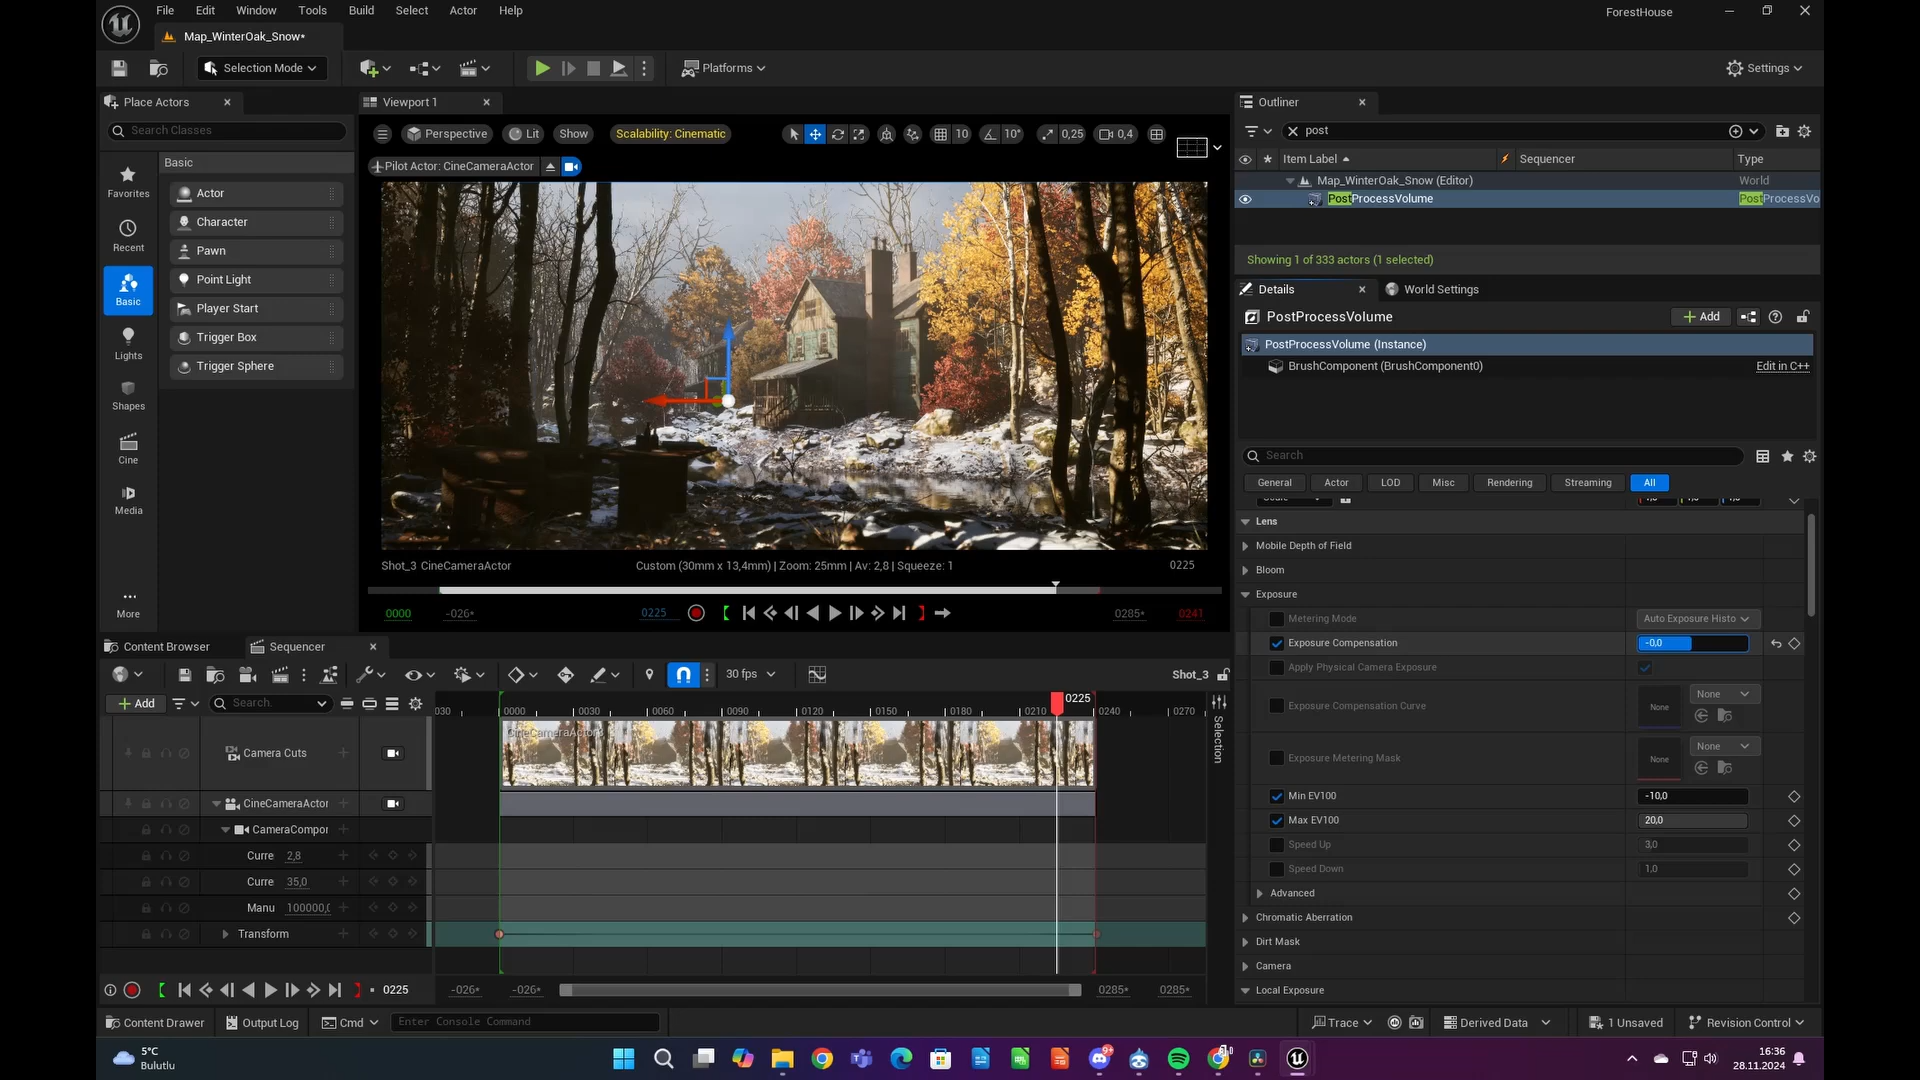 File Edit Window Tools Build Select Actor Help
ForestHouse
Map_WinterOak_Snow*
Selection Mode
Platforms
Settings
Place Actors
Search Classes
Basic
Favorites
Recent
Basic
Lights
Shapes
Cine
Media
More
Actor
Character
Pawn
Point Light
Player Start
Trigger Box
Trigger Sphere
Viewport 1
Perspective Lit Show Scalability: Cinematic 10 10° 0,25 0,4
Pilot Actor: CineCameraActor
Shot_3 CineCameraActor Custom (30mm x 13,4mm) | Zoom: 25mm | Av: 2,8 | Squeeze: 1 0225
0000 -026* 0225 0285* 0241
Outliner
post
Item Label Sequencer Type
Map_WinterOak_Snow (Editor) World
PostProcessVolume PostProcessVo
Showing 1 of 333 actors (1 selected)
Details World Settings
PostProcessVolume
Add
PostProcessVolume (Instance)
BrushComponent (BrushComponent0) Edit in C++
Search
General Actor LOD Misc Rendering Streaming All
Lens
Mobile Depth of Field
Bloom
Exposure
Metering Mode Auto Exposure Histo
Exposure Compensation -0,0
Apply Physical Camera Exposure
Exposure Compensation Curve None None
Exposure Metering Mask None None
Min EV100 -10,0
Max EV100 20,0
Speed Up 3,0
Speed Down 1,0
Advanced
Chromatic Aberration
Dirt Mask
Camera
Local Exposure
Content Browser Sequencer
30 fps
Shot_3
Add
Search.
030 0000 0030 0060 0090 0120 0150 0180 0210 0225 0240 0270
Selection
Camera Cuts
CineCameraActor
CameraCompor
Curre 2,8
Curre 35,0
Manu 100000,0
Transform
0225 -026* -026* 0285* 0285*
Content Drawer Output Log Cmd Enter Console Command
Trace Derived Data 1 Unsaved Revision Control
5°C
Bulutlu
9+
16:36
28.11.2024